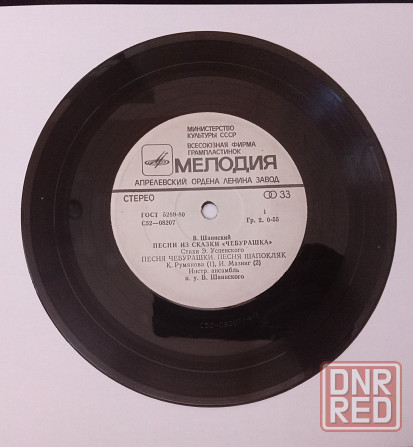 МИНИСТЕРСТВО
КУЛЬТУРЫ СССР
ВСЕСОЮЗНАЯ ФИРМА
ГРАМПЛАСТИНОК
МЕЛОДИЯ
АПРЕЛЕВСКИЙ ОРДЕНА ЛЕНИНА ЗАВОД
СТЕРЕО 33
ГОСТ 5289-80 1
С52-08207 Гр. 2. 0-55
В. Шаинский
ПЕСНИ ИЗ СКАЗКИ «ЧЕБУРАШКА»
Стихи Э. Успенского
ПЕСНЯ ЧЕБУРАШКИ. ПЕСНЯ ШАПОКЛЯК
К. Румянова (1), И. Мазинг (2)
Инстр. ансамбль
п. у. В. Шаинского
DNR
RED